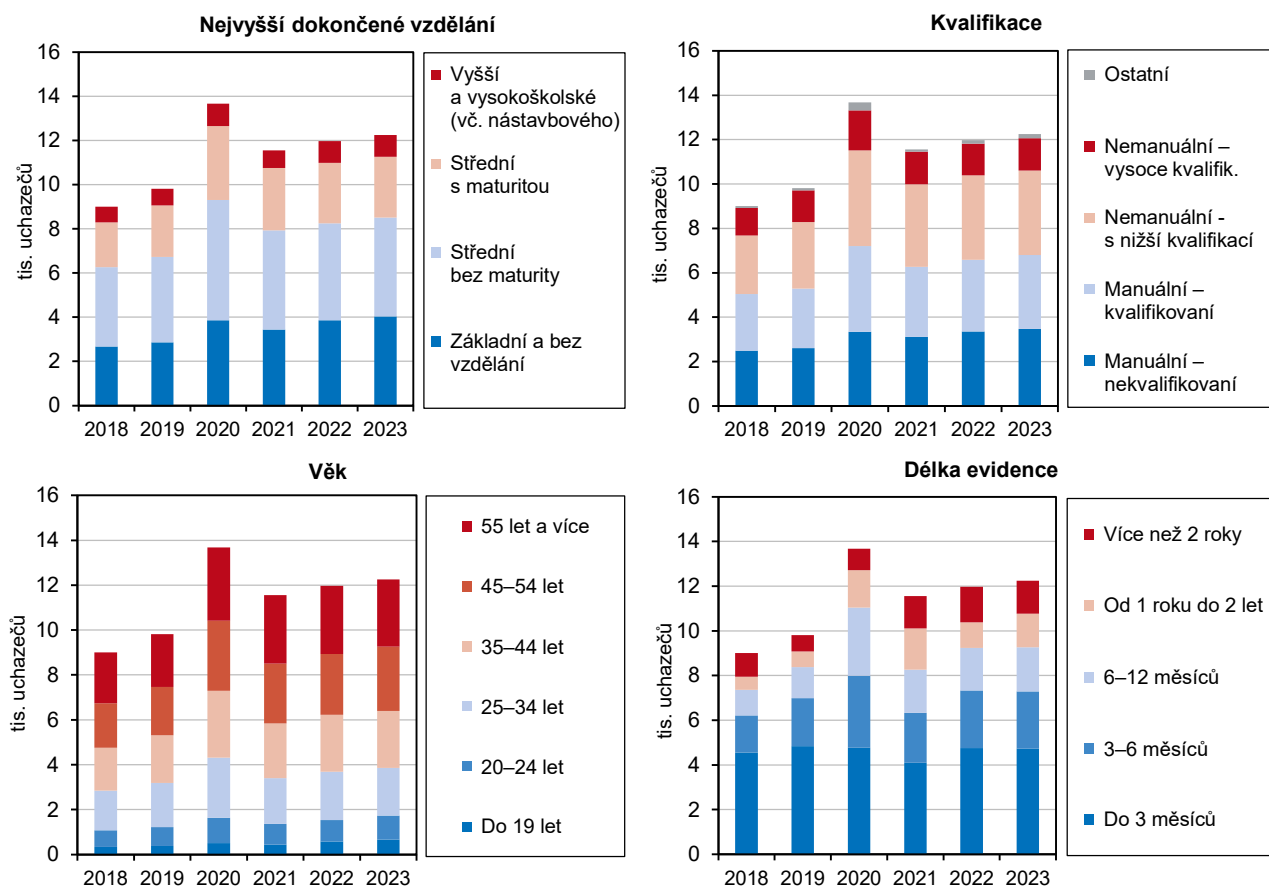 Nejvyšší dokončené vzdělání
tis. uchazečů
16
14
12
10
8
6
4
2
0
2018 2019 2020 2021 2022 2023
Vyšší
a vysokoškolské
(vč. nástavbového)
Střední
s maturitou
Střední
bez maturity
Základní a bez
vzdělání
Kvalifikace
tis. uchazečů
16
14
12
10
8
6
4
2
0
2018 2019 2020 2021 2022 2023
Ostatní
Nemanuální –
vysoce kvalifik.
Nemanuální -
s nižší kvalifikací
Manuální –
kvalifikovaní
Manuální –
nekvalifikovaní
Věk
tis. uchazečů
16
14
12
10
8
6
4
2
0
2018 2019 2020 2021 2022 2023
55 let a více
45–54 let
35–44 let
25–34 let
20–24 let
Do 19 let
Délka evidence
tis. uchazečů
16
14
12
10
8
6
4
2
0
2018 2019 2020 2021 2022 2023
Více než 2 roky
Od 1 roku do 2 let
6–12 měsíců
3–6 měsíců
Do 3 měsíců